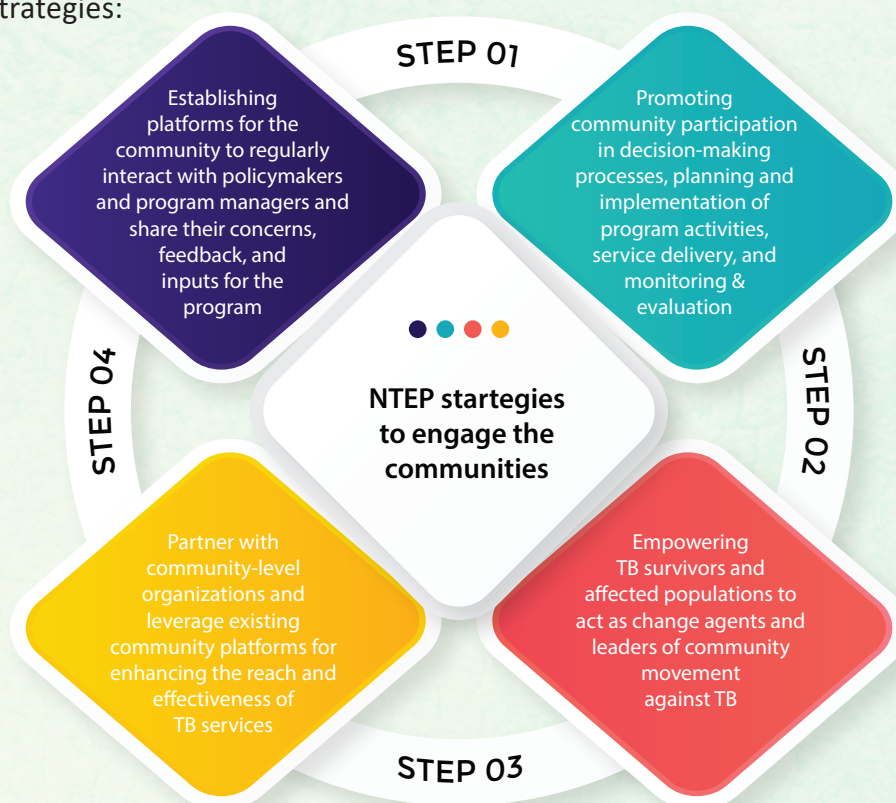 trategies:
STEP 01
Establishing
platforms for the
community to regularly
interact with policymakers
and program managers and
share their concerns,
feedback, and
inputs for the
program
Promoting
community participation
in decision-making
processes, planning and
implementation of
program activities,
service delivery, and
monitoring &
evaluation
STEP 02
NTEP startegies
to engage the
communities
STEP 04
Partner with
community-level
organizations and
leverage existing
community platforms for
enhancing the reach and
effectiveness of
TB services
Empowering
TB survivors and
affected populations to
act as change agents and
leaders of community
movement
against TB
STEP 03